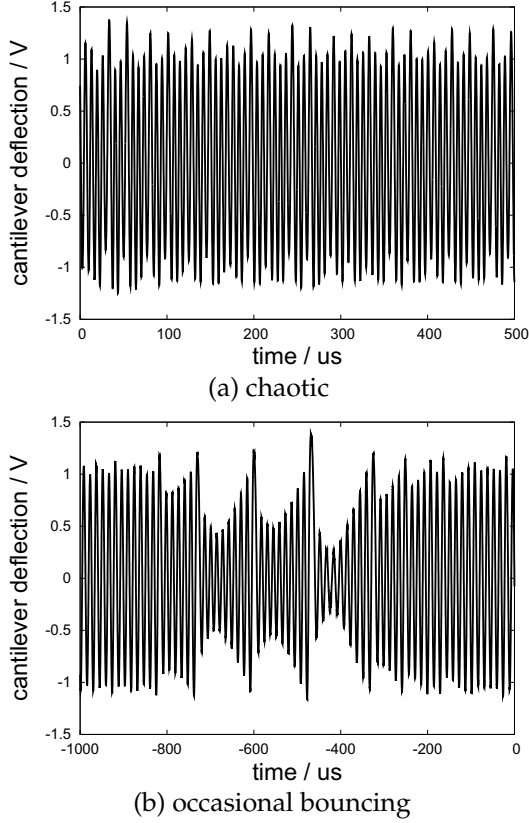 1.5
1
0.5
0
-0.5
-1
-1.5
cantilever deflection / V
0 100 200 300 400 500
time / us
(a) chaotic
1.5
1
0.5
0
-0.5
-1
-1.5
cantilever deflection / V
-1000 -800 -600 -400 -200 0
time / us
(b) occasional bouncing